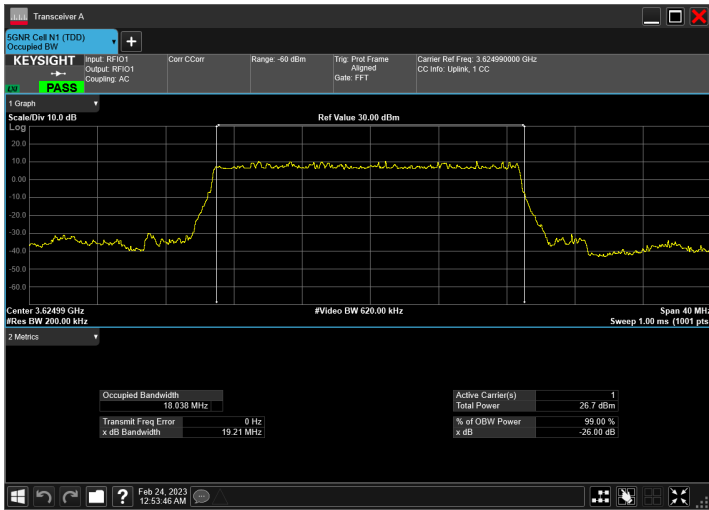 Transceiver A
5GNR Cell N1 (TDD)
Occupied BW
KEYSIGHT
PASS
Input: RFIO1
Output: RFIO1
Coupling: AC
Corr CCorr
Range: -60 dBm
Trig: Prot Frame
Aligned
Gate: FFT
Carrier Ref Freq: 3.624990000 GHz
CC Info: Uplink, 1 CC
1 Graph
Scale/Div 10.0 dB
Ref Value 30.00 dBm
Log
20.0
10.0
0.00
-10.0
-20.0
-30.0
-40.0
-50.0
-60.0
Center 3.62499 GHz
#Video BW 620.00 kHz
Span 40 MHz
#Res BW 200.00 kHz
Sweep 1.00 ms (1001 pts
2 Metrics
Occupied Bandwidth
18.038 MHz
Transmit Freq Error 0 Hz
x dB Bandwidth 19.21 MHz
Active Carrier(s) 1
Total Power 26.7 dBm
% of OBW Power 99.00 %
x dB -26.00 dB
?
Feb 24, 2023
12:53:46 AM